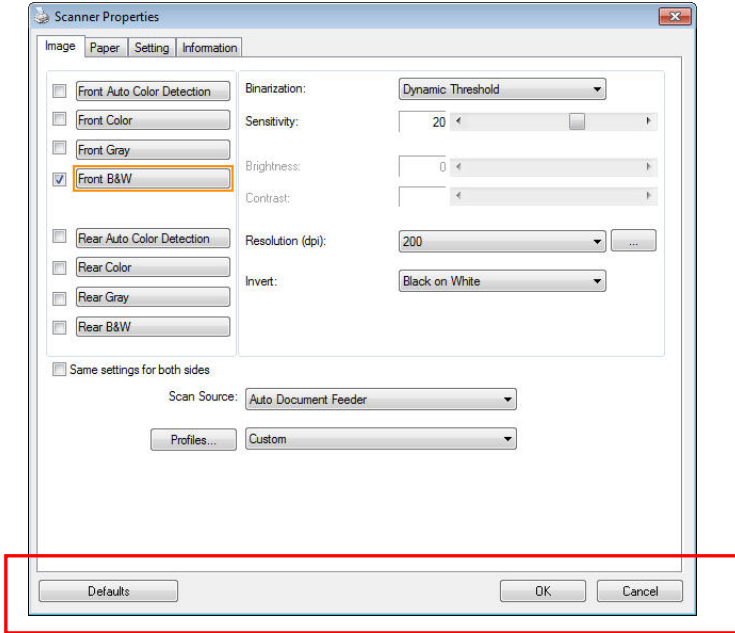 Scanner Properties
Image Paper Setting Information
Front Auto Color Detection
Front Color
Front Gray
Front B&W
Rear Auto Color Detection
Rear Color
Rear Gray
Rear B&W
Binarization: Dynamic Threshold
Sensitivity: 20
Brightness: 0
Contrast:
Resolution (dpi): 200 ...
Invert: Black on White
Same settings for both sides
Scan Source: Auto Document Feeder
Profiles... Custom
Defaults OK Cancel